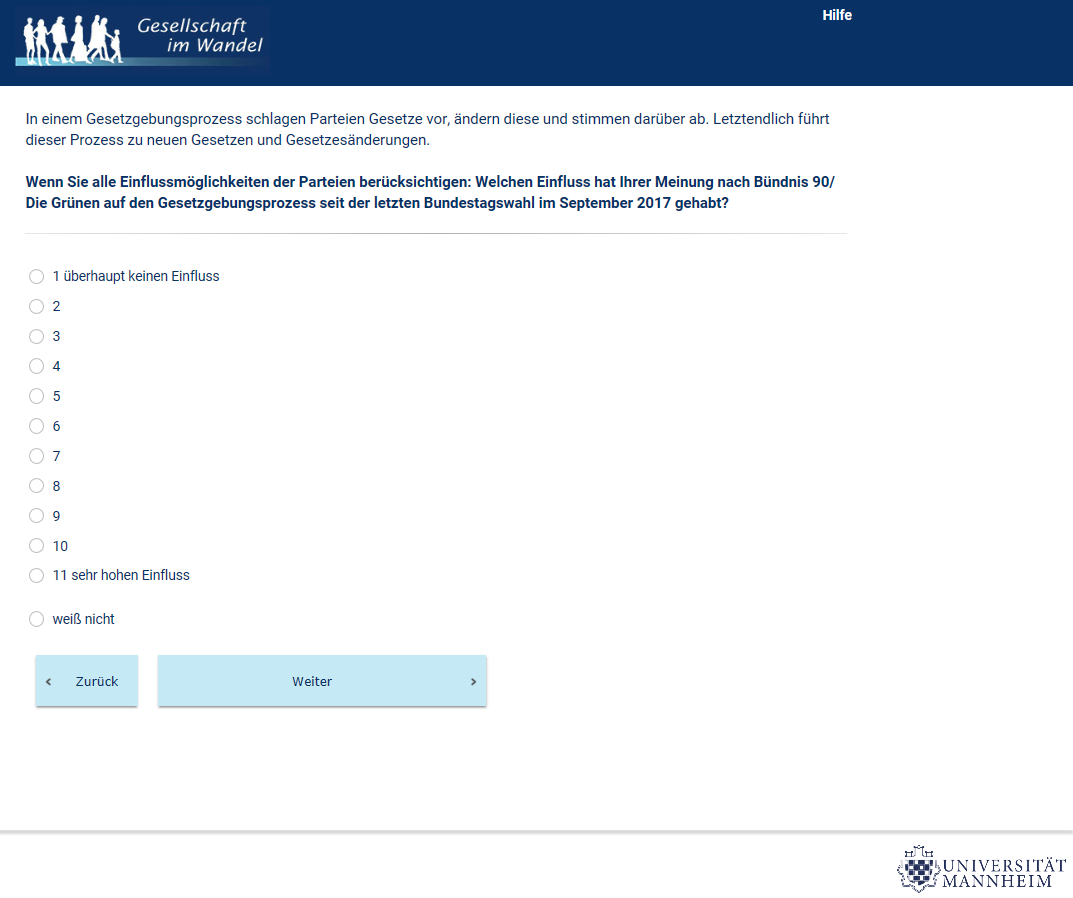 Gesellschaft
im Wandel
Hilfe
In einem Gesetzgebungsprozess schlagen Parteien Gesetze vor, ändern diese und stimmen darüber ab. Letztendlich führt
dieser Prozess zu neuen Gesetzen und Gesetzesänderungen.
Wenn Sie alle Einflussmöglichkeiten der Parteien berücksichtigen: Welchen Einfluss hat Ihrer Meinung nach Bündnis 90/
Die Grünen auf den Gesetzgebungsprozess seit der letzten Bundestagswahl im September 2017 gehabt?
1 überhaupt keinen Einfluss
2
3
4
5
6
7
8
9
10
11 sehr hohen Einfluss
weiß nicht
‹ Zurück
Weiter ›
UNIVERSITÄT
MANNHEIM